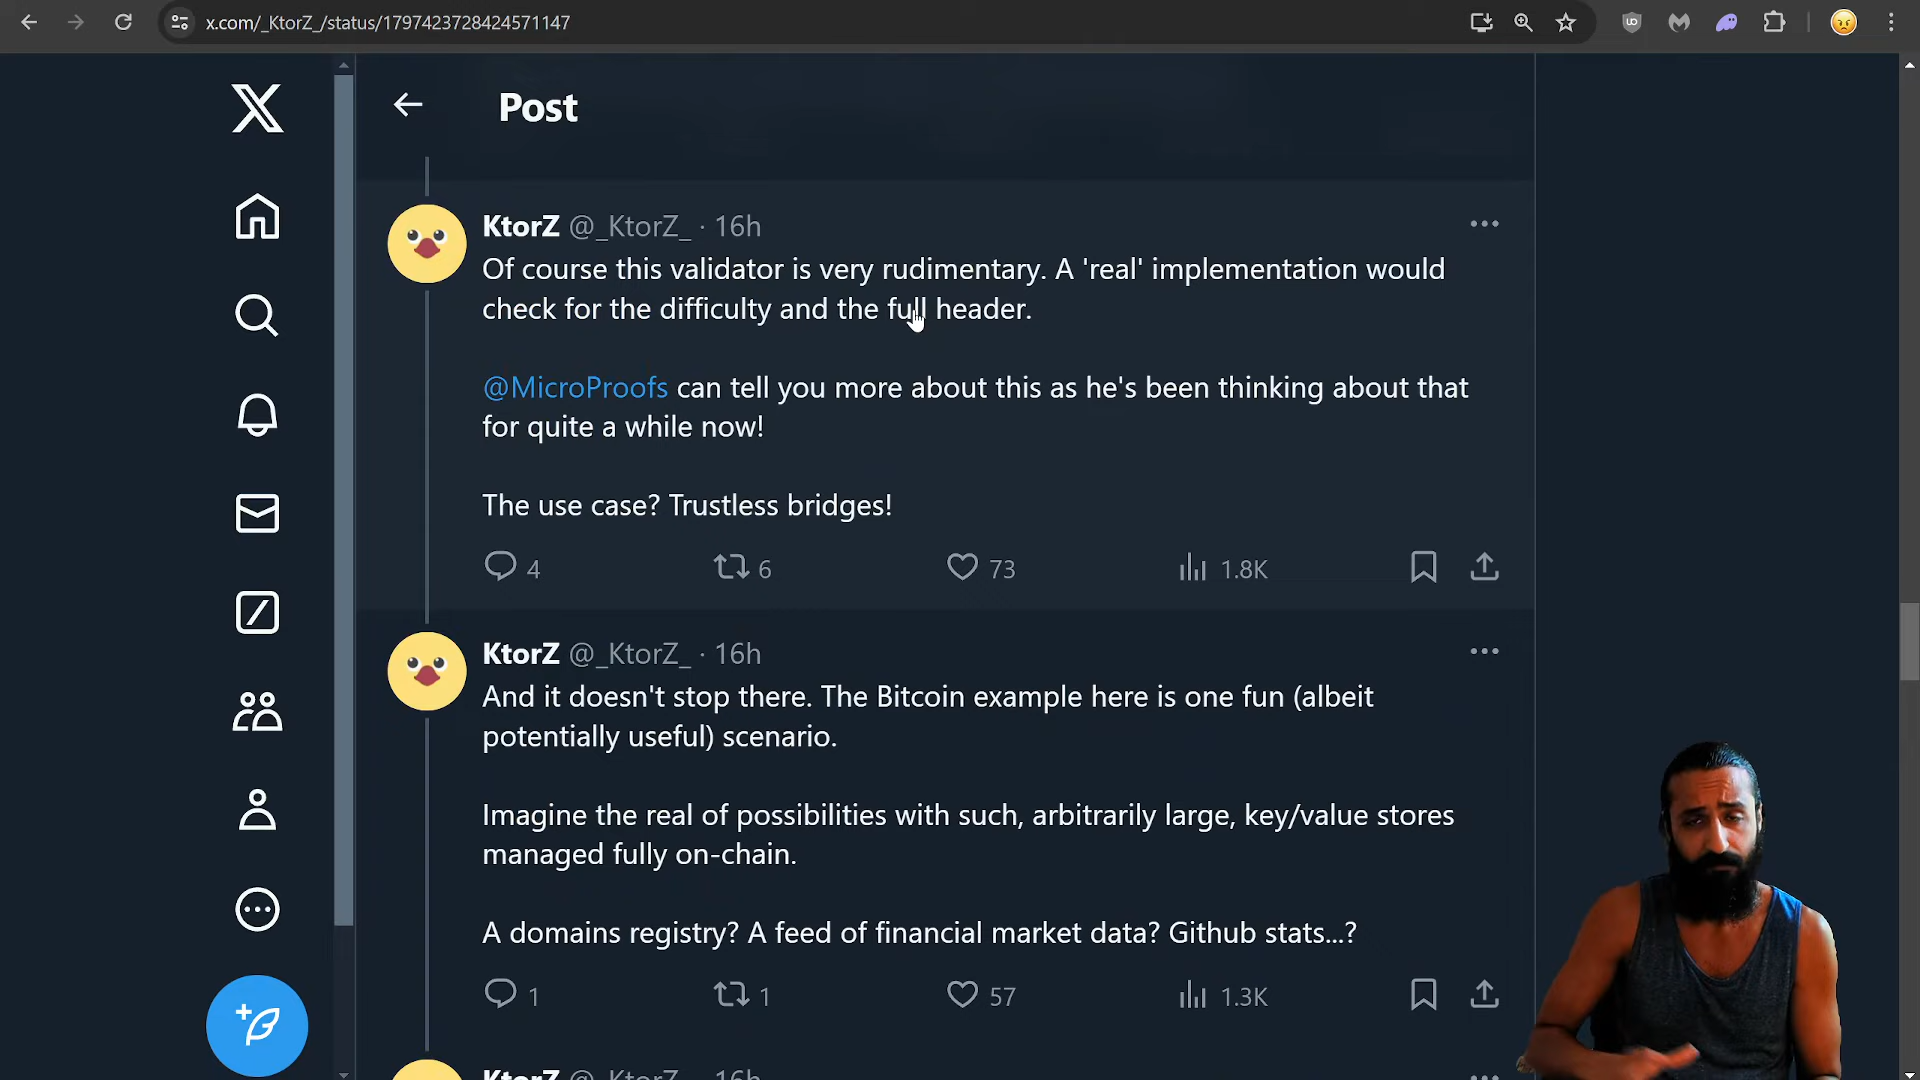 x.com/_KtorZ_/status/1797423728424571147
Post
KtorZ @_KtorZ_ · 16h
Of course this validator is very rudimentary. A 'real' implementation would
check for the difficulty and the full header.
@MicroProofs can tell you more about this as he's been thinking about that
for quite a while now!
The use case? Trustless bridges!
4 6 73 1.8K
KtorZ @_KtorZ_ · 16h
And it doesn't stop there. The Bitcoin example here is one fun (albeit
potentially useful) scenario.
Imagine the real of possibilities with such, arbitrarily large, key/value stores
managed fully on-chain.
A domains registry? A feed of financial market data? Github stats...?
1 1 57 1.3K
KtorZ @_KtorZ_ · 16h